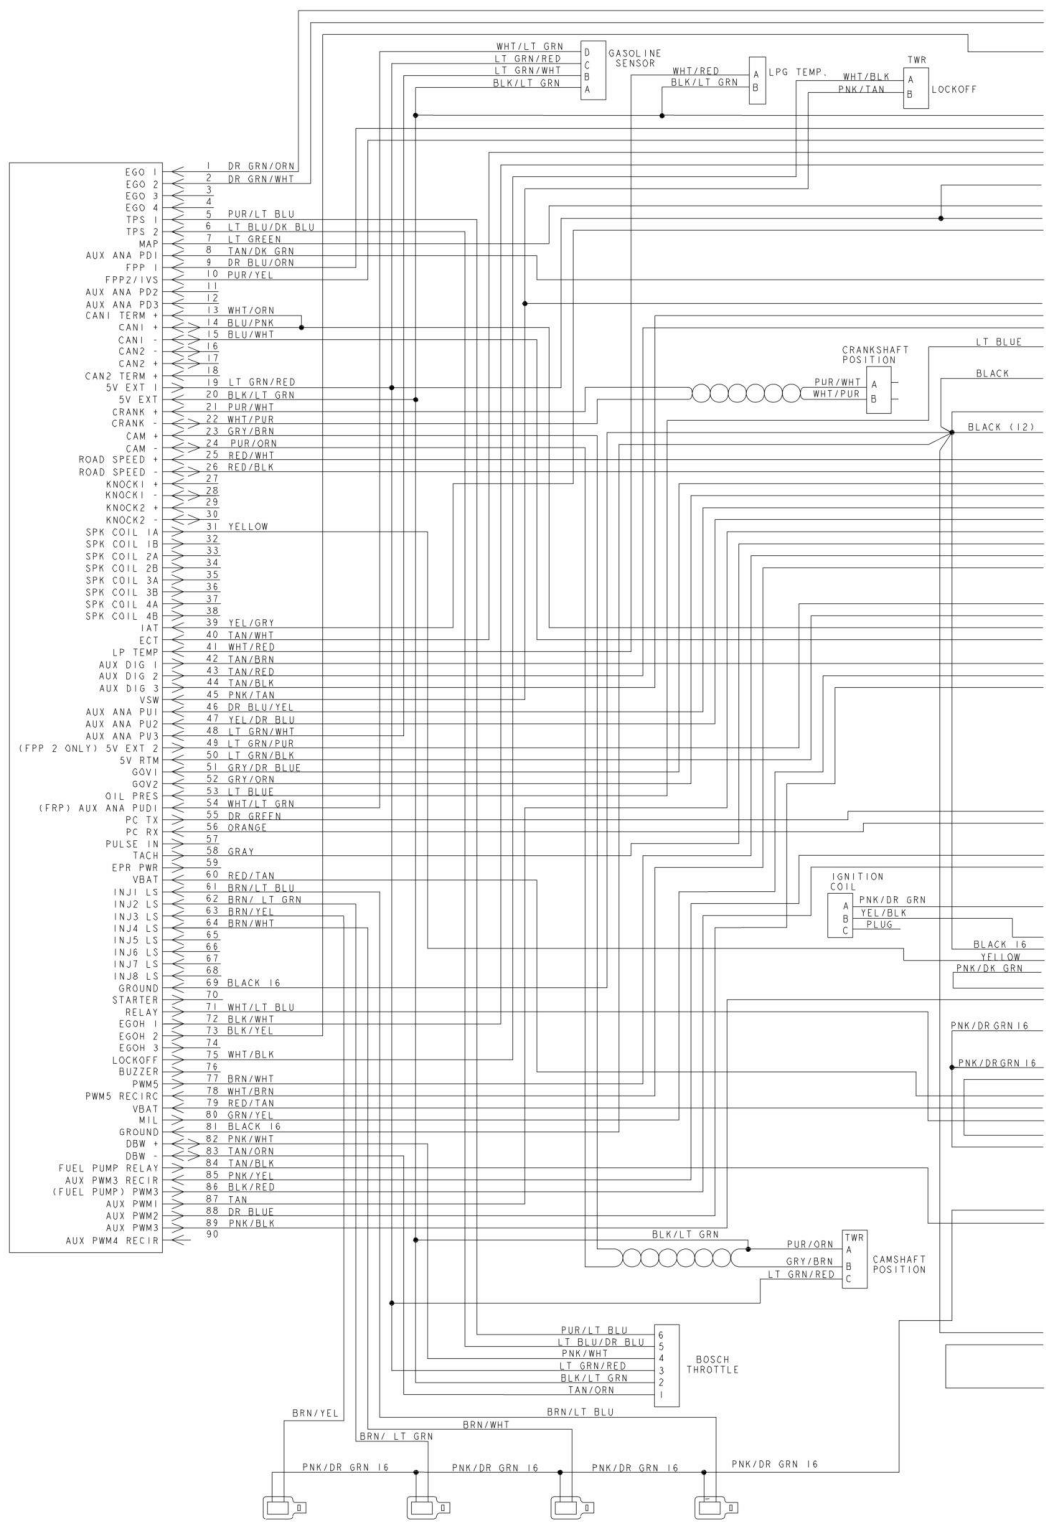 WHT/LT GRN D GASOLINE SENSOR
LT GRN/RED C
LT GRN/WHT B
BLK/LT GRN A
WHT/RED A LPG TEMP.
BLK/LT GRN B
TWR
WHT/BLK A
PNK/TAN B LOCKOFF
EGO 1 1 DR GRN/ORN
EGO 2 2 DR GRN/WHT
EGO 3 3
EGO 4 4
TPS 1 5 PUR/LT BLU
TPS 2 6 LT BLU/DK BLU
MAP 7 LT GREEN
AUX ANA PD1 8 TAN/DK GRN
FPP 1 9 DR BLU/ORN
FPP2/IVS 10 PUR/YEL
AUX ANA PD2 11
AUX ANA PD3 12
CAN1 TERM + 13 WHT/ORN
CAN1 + 14 BLU/PNK
CAN1 - 15 BLU/WHT
CAN2 - 16
CAN2 + 17
CAN2 TERM + 18
5V EXT 1 19 LT GRN/RED
5V EXT 20 BLK/LT GRN
CRANK + 21 PUR/WHT
CRANK - 22 WHT/PUR
CAM + 23 GRY/BRN
CAM - 24 PUR/ORN
ROAD SPEED + 25 RED/WHT
ROAD SPEED - 26 RED/BLK
KNOCK1 + 27
KNOCK1 - 28
KNOCK2 + 29
KNOCK2 - 30
SPK COIL 1A 31 YELLOW
SPK COIL 1B 32
SPK COIL 2A 33
SPK COIL 2B 34
SPK COIL 3A 35
SPK COIL 3B 36
SPK COIL 4A 37
SPK COIL 4B 38
IAT 39 YEL/GRY
ECT 40 TAN/WHT
LP TEMP 41 WHT/RED
AUX DIG 1 42 TAN/BRN
AUX DIG 2 43 TAN/RED
AUX DIG 3 44 TAN/BLK
VSW 45 PNK/TAN
AUX ANA PU1 46 DR BLU/YEL
AUX ANA PU2 47 YEL/DR BLU
AUX ANA PV3 48 LT GRN/WHT
(FPP 2 ONLY) 5V EXT 2 49 LT GRN/PUR
5V RTM 50 LT GRN/BLK
GOV1 51 GRY/DR BLUE
GOV2 52 GRY/ORN
OIL PRES 53 LT BLUE
(FRP) AUX ANA PUD1 54 WHT/LT GRN
PC TX 55 DR GREEN
PC RX 56 ORANGE
PULSE IN 57
TACH 58 GRAY
EPR PWR 59
VBAT 60 RED/TAN
INJ1 LS 61 BRN/LT BLU
INJ2 LS 62 BRN/ LT GRN
INJ3 LS 63 BRN/YEL
INJ4 LS 64 BRN/WHT
INJ5 LS 65
INJ6 LS 66
INJ7 LS 67
INJ8 LS 68
GROUND 69 BLACK 16
STARTER 70
RELAY 71 WHT/LT BLU
EGOH 1 72 BLK/WHT
EGOH 2 73 BLK/YEL
EGOH 3 74
LOCKOFF 75 WHT/BLK
BUZZER 76
PWM5 77 BRN/WHT
PWM5 RECIRC 78 WHT/BRN
VBAT 79 RED/TAN
MIL 80 GRN/YEL
GROUND 81 BLACK 16
DBW + 82 PNK/WHT
DBW - 83 TAN/ORN
FUEL PUMP RELAY 84 TAN/BLK
AUX PWM3 RECIR 85 PNK/YEL
(FUEL PUMP) PWM3 86 BLK/RED
AUX PWM1 87 TAN
AUX PWM2 88 DR BLUE
AUX PWM3 89 PNK/BLK
AUX PWM4 RECIR 90
LT BLUE
CRANKSHAFT
POSITION
PUR/WHT A
WHT/PUR B
BLACK
BLACK (12)
IGNITION
COIL
A PNK/DR GRN
B YEL/BLK
C PLUG
BLACK 16
YELLOW
PNK/DK GRN
PNK/DR GRN 16
PNK/DR GRN 16
BLK/LT GRN
TWR
PUR/ORN A
GRY/BRN B
LT GRN/RED C
CAMSHAFT
POSITION
PUR/LT BLU 6
LT BLU/DR BLU 5
PNK/WHT 4
LT GRN/RED 3
BLK/LT GRN 2
TAN/ORN 1
BOSCH
THROTTLE
BRN/YEL
BRN/LT BLU
BRN/WHT
BRN/ LT GRN
PNK/DR GRN 16 PNK/DR GRN 16 PNK/DR GRN 16 PNK/DR GRN 16